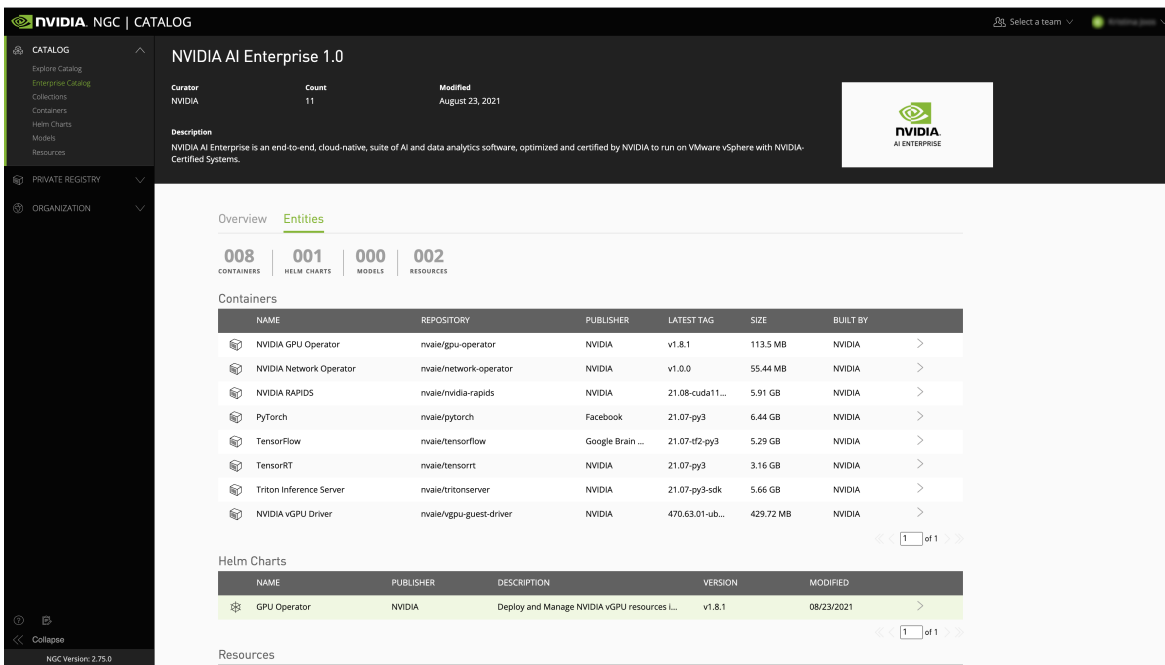 NVIDIA. NGC | CATALOG
Select a team
CATALOG
Explore Catalog
Enterprise Catalog
Collections
Containers
Helm Charts
Models
Resources
PRIVATE REGISTRY
ORGANIZATION
NVIDIA AI Enterprise 1.0
Curator Count Modified
NVIDIA 11 August 23, 2021
Description
NVIDIA AI Enterprise is an end-to-end, cloud-native, suite of AI and data analytics software, optimized and certified by NVIDIA to run on VMware vSphere with NVIDIA-
Certified Systems.
NVIDIA.
AI ENTERPRISE
Overview Entities
008 001 000 002
CONTAINERS HELM CHARTS MODELS RESOURCES
Containers
NAME REPOSITORY PUBLISHER LATEST TAG SIZE BUILT BY
NVIDIA GPU Operator nvaie/gpu-operator NVIDIA v1.8.1 113.5 MB NVIDIA
NVIDIA Network Operator nvaie/network-operator NVIDIA v1.0.0 55.44 MB NVIDIA
NVIDIA RAPIDS nvaie/nvidia-rapids NVIDIA 21.08-cuda11... 5.91 GB NVIDIA
PyTorch nvaie/pytorch Facebook 21.07-py3 6.44 GB NVIDIA
TensorFlow nvaie/tensorflow Google Brain ... 21.07-tf2-py3 5.29 GB NVIDIA
TensorRT nvaie/tensorrt NVIDIA 21.07-py3 3.16 GB NVIDIA
Triton Inference Server nvaie/tritonserver NVIDIA 21.07-py3-sdk 5.66 GB NVIDIA
NVIDIA vGPU Driver nvaie/vgpu-guest-driver NVIDIA 470.63.01-ub... 429.72 MB NVIDIA
1 of 1
Helm Charts
NAME PUBLISHER DESCRIPTION VERSION MODIFIED
GPU Operator NVIDIA Deploy and Manage NVIDIA vGPU resources i... v1.8.1 08/23/2021
1 of 1
Resources
Collapse
NGC Version: 2.75.0